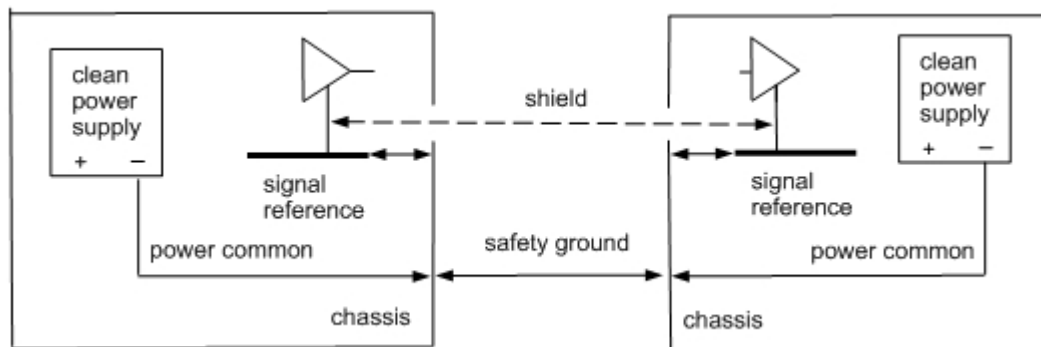 clean
power
supply
+ −
signal
reference
power common
chassis
shield
safety ground
clean
power
supply
+ −
signal
reference
power common
chassis